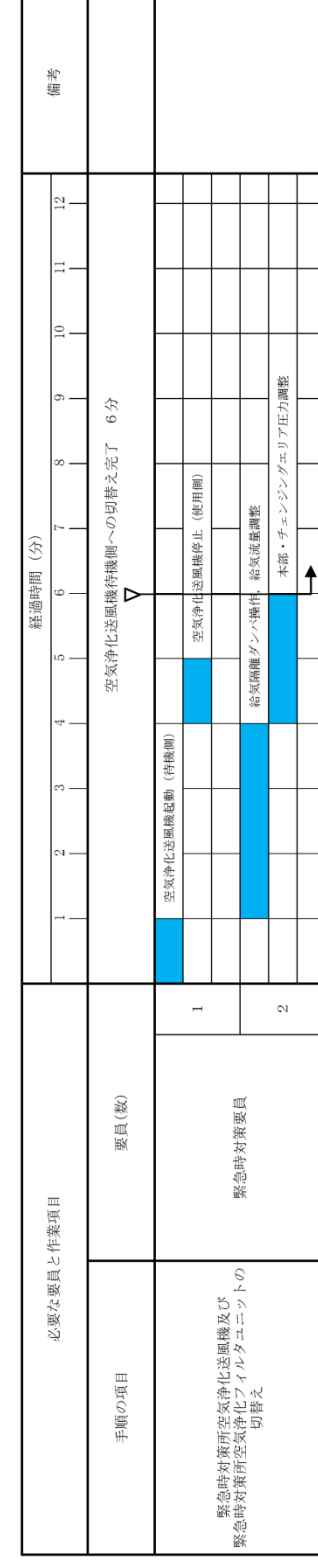 必要な要員と作業項目
経過時間（分）
備考
手順の項目
要員(数)
1
2
3
4
5
6
7
8
9
10
11
12
空気浄化送風機待機側への切替え完了　6分
緊急時対策所空気浄化送風機及び
緊急時対策所空気浄化フィルタユニットの
切替え
緊急時対策要員
1
空気浄化送風機起動（待機側）
空気浄化送風機停止（使用側）
2
給気隔離ダンパ操作，給気流量調整
本部・チェンジングエリア圧力調整